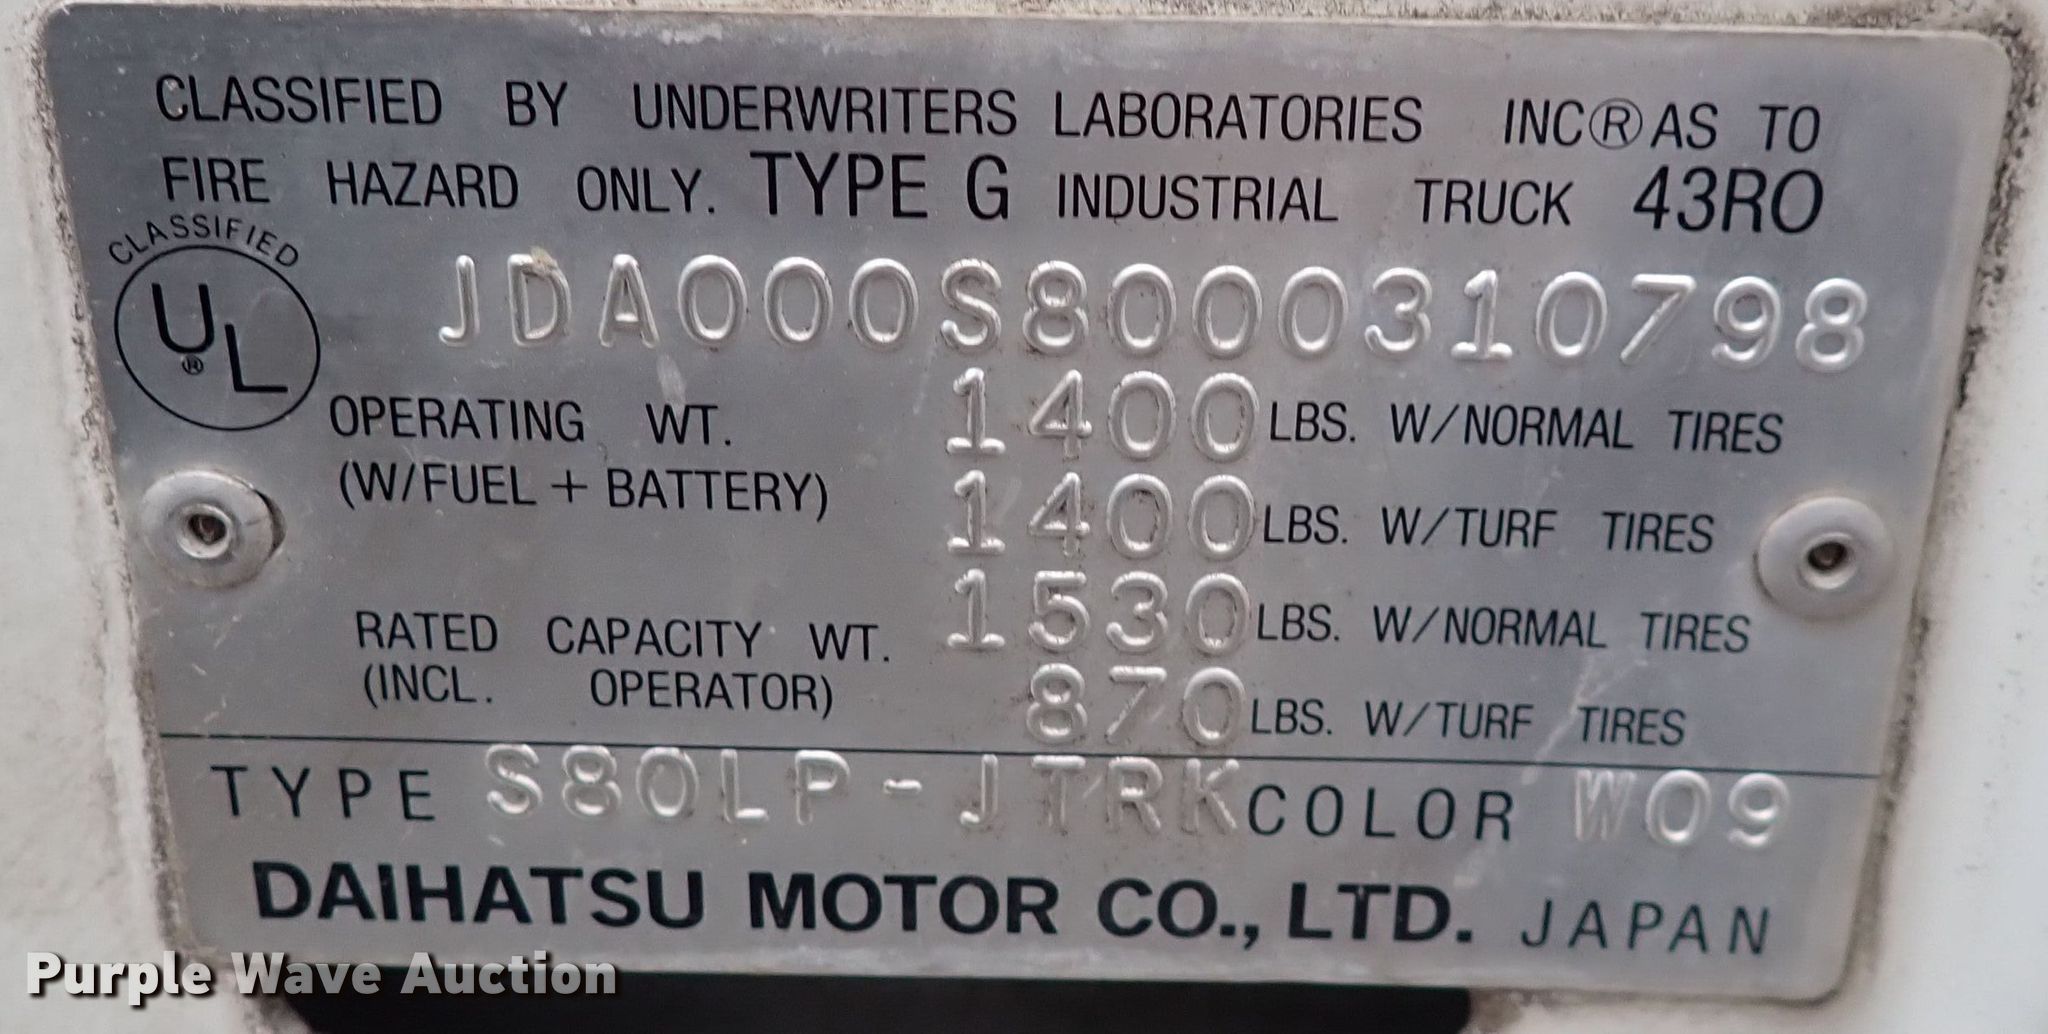 CLASSIFIED BY UNDERWRITERS LABORATORIES INC® AS TO
FIRE HAZARD ONLY. TYPE G INDUSTRIAL TRUCK 43RO
CLASSIFIED
UL®
JDA000S8000310798
OPERATING WT. 1400 LBS. W/NORMAL TIRES
(W/FUEL + BATTERY) 1400 LBS. W/TURF TIRES
RATED CAPACITY WT. 1530 LBS. W/NORMAL TIRES
(INCL. OPERATOR) 870 LBS. W/TURF TIRES
TYPE S80LP-JTRK COLOR W09
DAIHATSU MOTOR CO., LTD. JAPAN
Purple Wave Auction